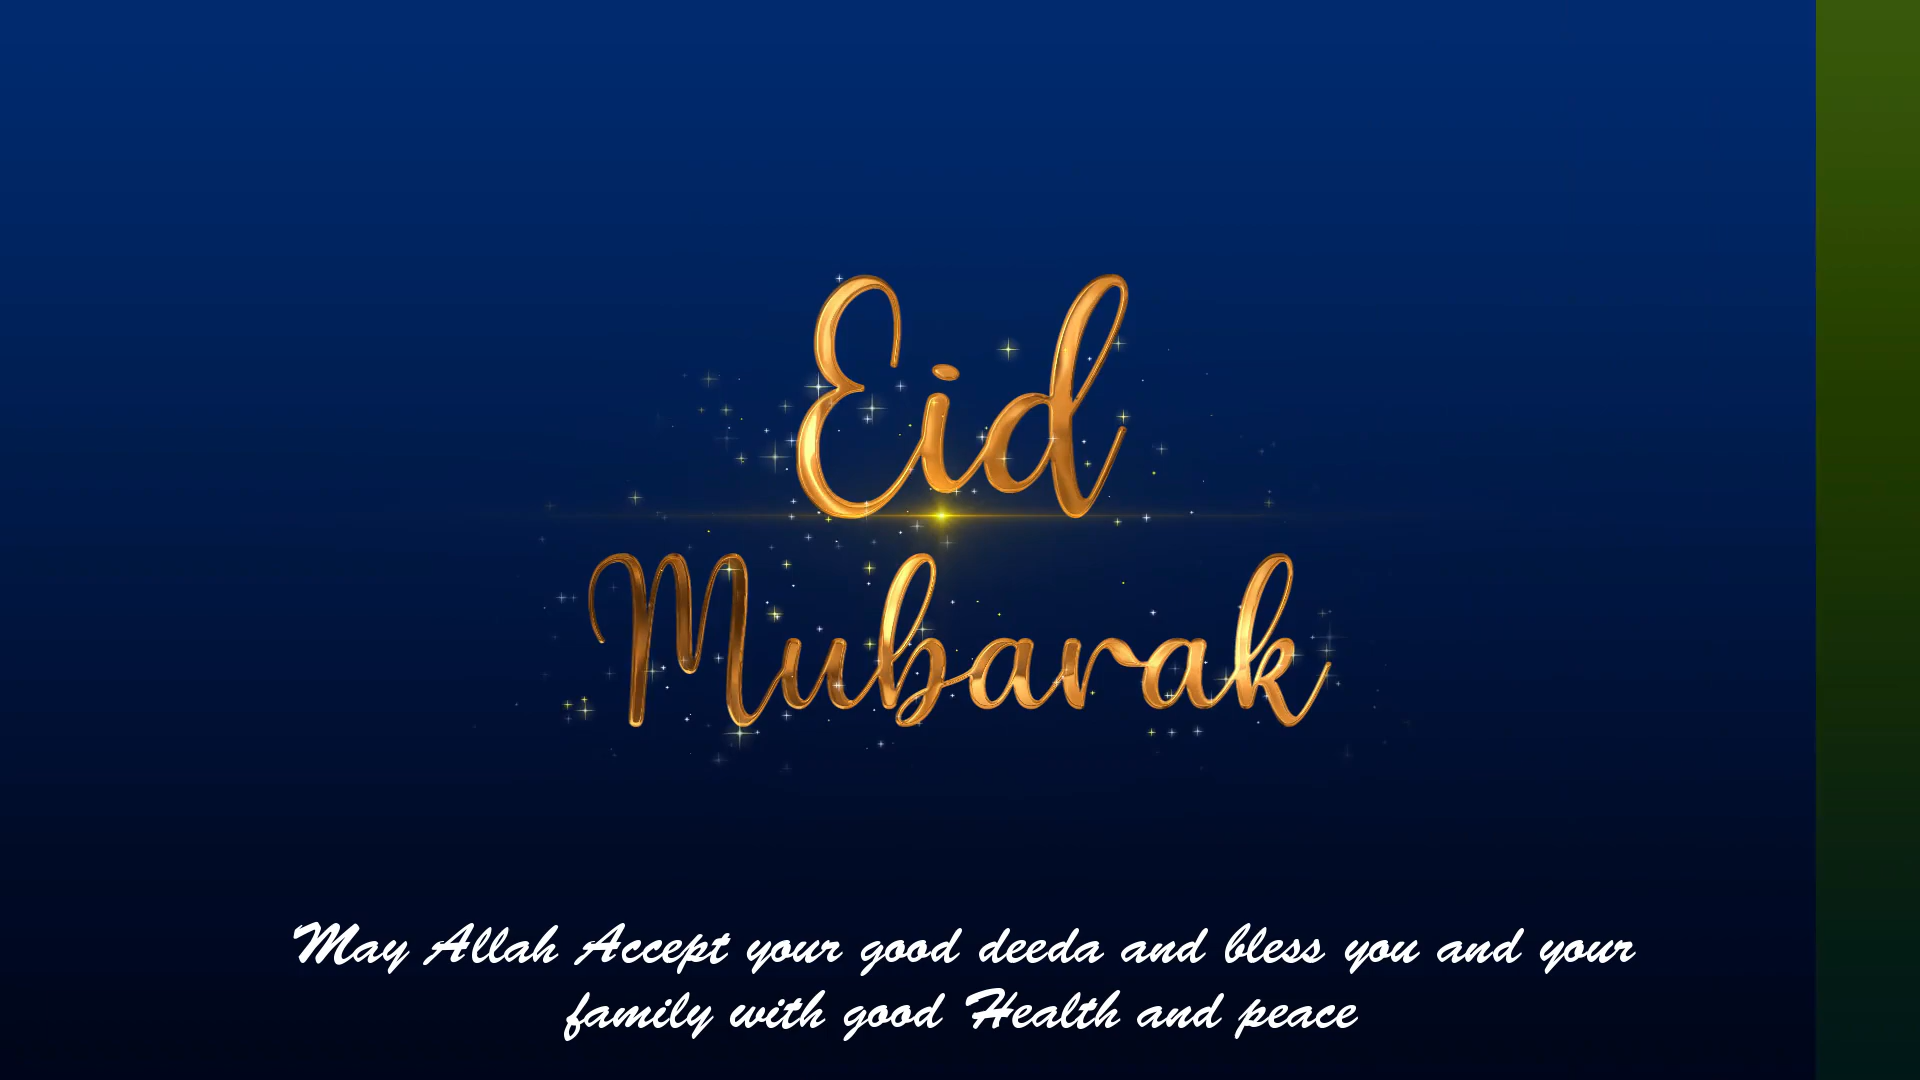 Eid
Mubarak
May Allah Accept your good deeda and bless you and your
family with good Health and peace